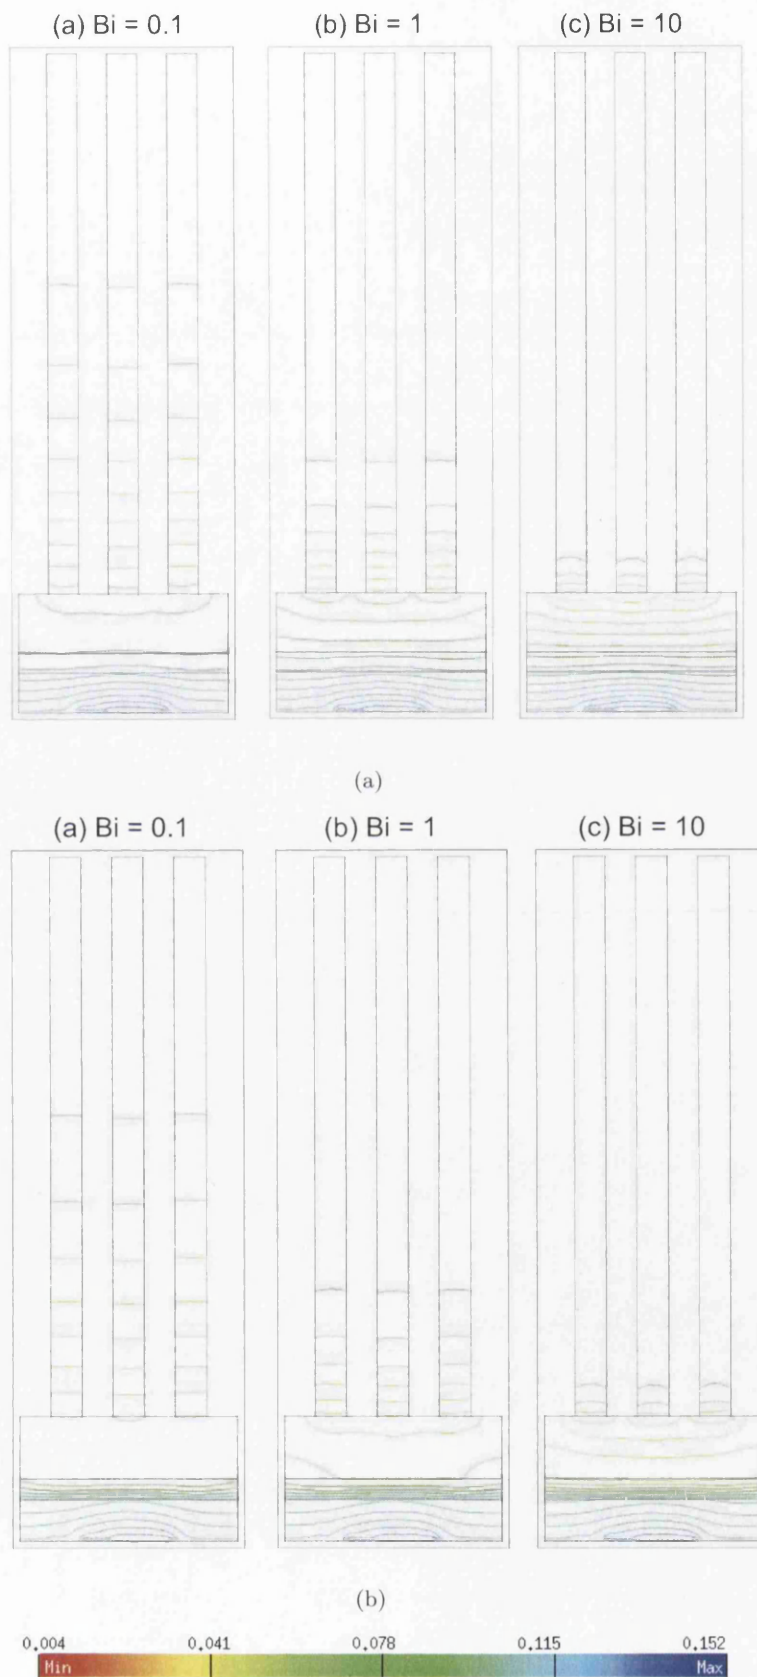 (a) Bi = 0.1 (b) Bi = 1 (c) Bi = 10
(a)
(a) Bi = 0.1 (b) Bi = 1 (c) Bi = 10
(b)
0.004 0.041 0.078 0.115 0.152
Min Max